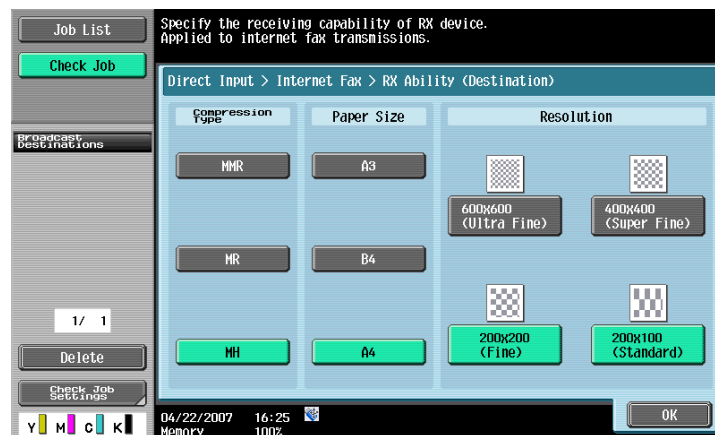 Job List
Check Job
Broadcast
Destinations
1/ 1
Delete
Check Job
Settings
Y M C K
Specify the receiving capability of RX device.
Applied to internet fax transmissions.
Direct Input > Internet Fax > RX Ability (Destination)
Compression
Type
MMR
MR
MH
Paper Size
A3
B4
A4
Resolution
600X600
(Ultra Fine)
400X400
(Super Fine)
200X200
(Fine)
200X100
(Standard)
04/22/2007 16:25
Memory 100%
OK